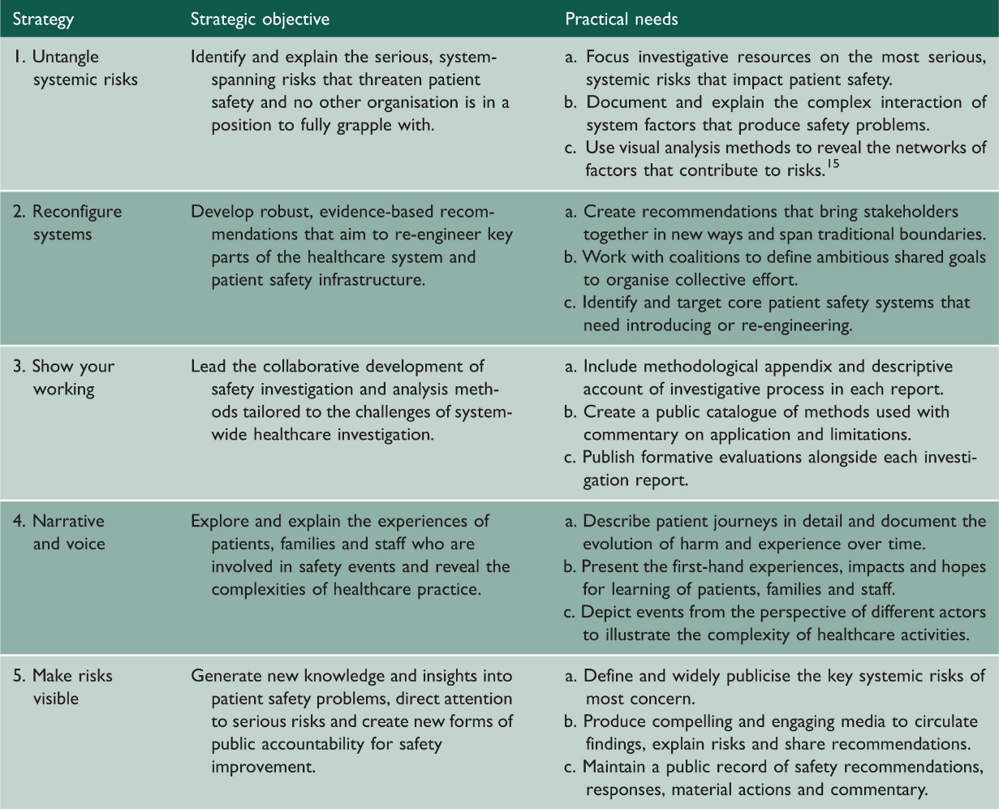 Strategy
Strategic objective
Practical needs
1. Untangle
systemic risks
Identify and explain the serious, system-
spanning risks that threaten patient
safety and no other organisation is in a
position to fully grapple with.
a. Focus investigative resources on the most serious,
systemic risks that impact patient safety.
b. Document and explain the complex interaction of
system factors that produce safety problems.
c. Use visual analysis methods to reveal the networks of
factors that contribute to risks.15
2. Reconfigure
systems
Develop robust, evidence-based recom-
mendations that aim to re-engineer key
parts of the healthcare system and
patient safety infrastructure.
a. Create recommendations that bring stakeholders
together in new ways and span traditional boundaries.
b. Work with coalitions to define ambitious shared goals
to organise collective effort.
c. Identify and target core patient safety systems that
need introducing or re-engineering.
3. Show your
working
Lead the collaborative development of
safety investigation and analysis meth-
ods tailored to the challenges of system-
wide healthcare investigation.
a. Include methodological appendix and descriptive
account of investigative process in each report.
b. Create a public catalogue of methods used with
commentary on application and limitations.
c. Publish formative evaluations alongside each investi-
gation report.
4. Narrative
and voice
Explore and explain the experiences of
patients, families and staff who are
involved in safety events and reveal the
complexities of healthcare practice.
a. Describe patient journeys in detail and document the
evolution of harm and experience over time.
b. Present the first-hand experiences, impacts and hopes
for learning of patients, families and staff.
c. Depict events from the perspective of different actors
to illustrate the complexity of healthcare activities.
5. Make risks
visible
Generate new knowledge and insights into
patient safety problems, direct attention
to serious risks and create new forms of
public accountability for safety
improvement.
a. Define and widely publicise the key systemic risks of
most concern.
b. Produce compelling and engaging media to circulate
findings, explain risks and share recommendations.
c. Maintain a public record of safety recommendations,
responses, material actions and commentary.